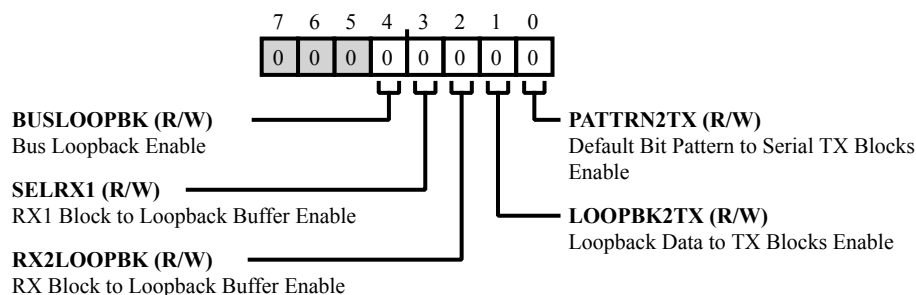 7 6 5 4 3 2 1 0
0 0 0 0 0 0 0 0
BUSLOOPBK (R/W)
Bus Loopback Enable
SELRX1 (R/W)
RX1 Block to Loopback Buffer Enable
RX2LOOPBK (R/W)
RX Block to Loopback Buffer Enable
PATTRN2TX (R/W)
Default Bit Pattern to Serial TX Blocks
Enable
LOOPBK2TX (R/W)
Loopback Data to TX Blocks Enable